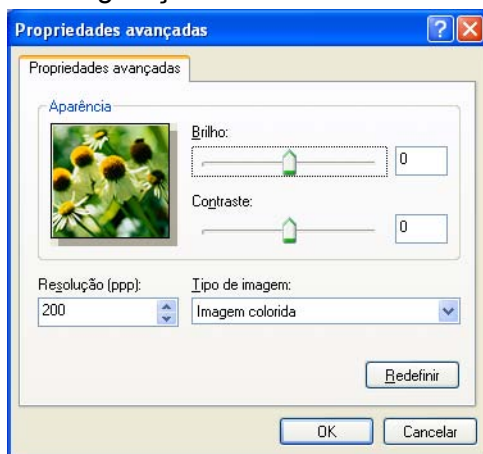 Propriedades avançadas
Propriedades avançadas
Aparência
Brilho:
0
Contraste:
0
Resolução (ppp):
Tipo de imagem:
200
Imagem colorida
Redefinir
OK
Cancelar